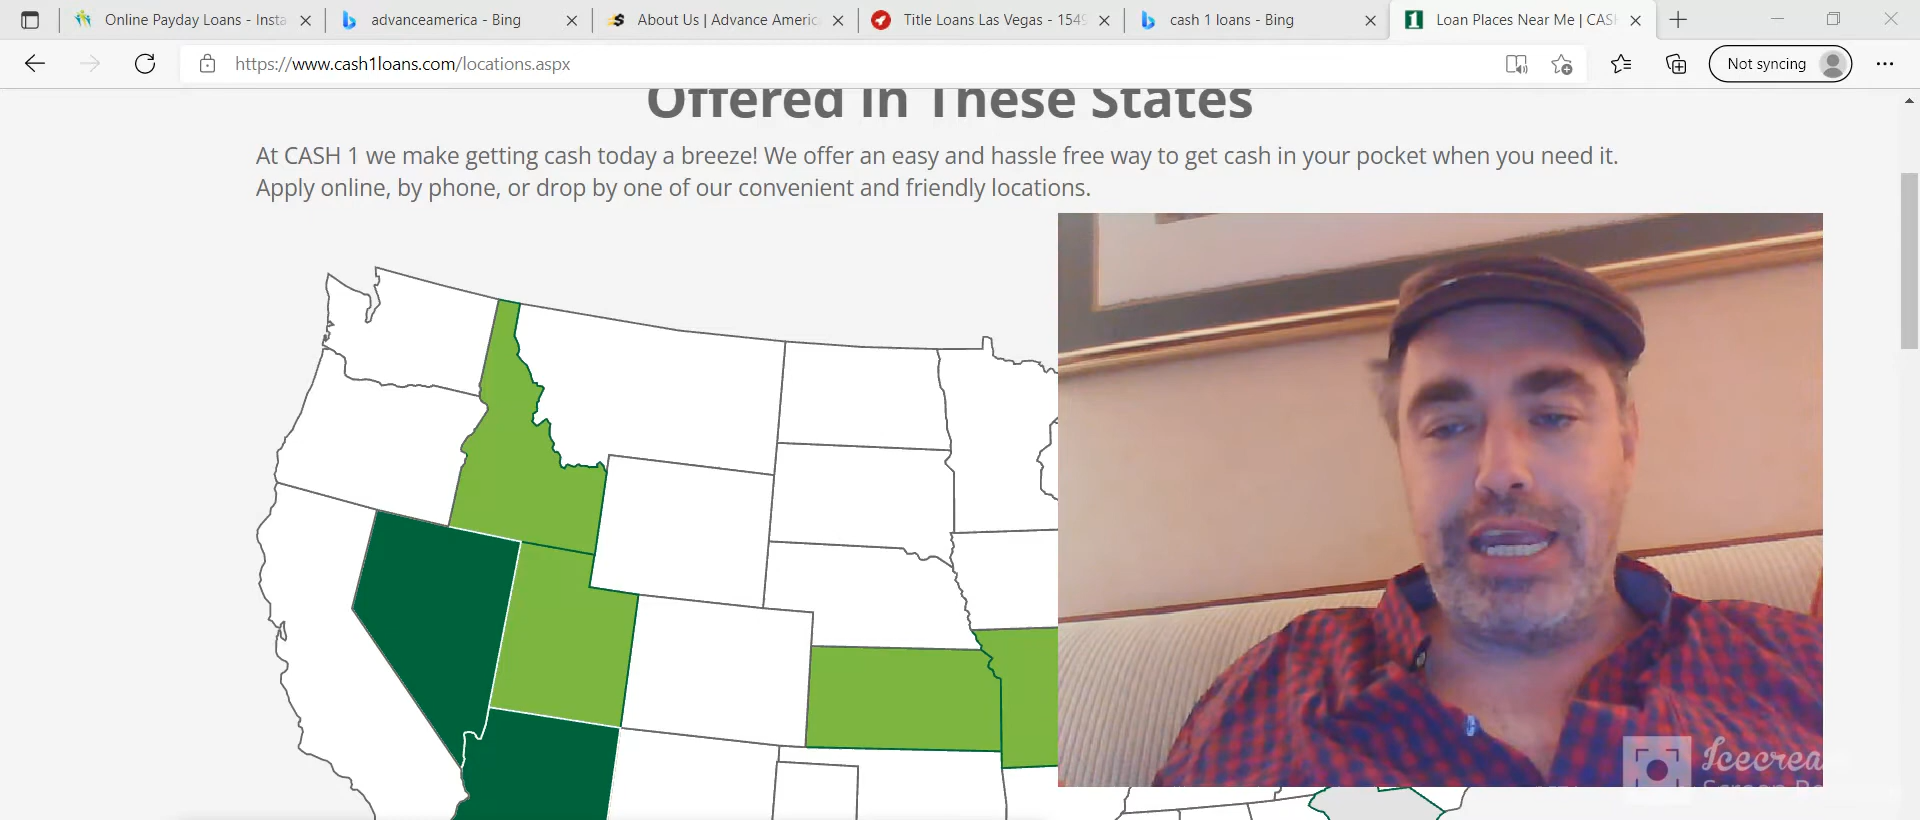 Online Payday Loans - Insta
advanceamerica - Bing
About Us | Advance Americ
Title Loans Las Vegas - 1549
cash 1 loans - Bing
Loan Places Near Me | CASH
https://www.cash1loans.com/locations.aspx
Not syncing
Offered in These States
At CASH 1 we make getting cash today a breeze! We offer an easy and hassle free way to get cash in your pocket when you need it.
Apply online, by phone, or drop by one of our convenient and friendly locations.
Icecrea
Screen Re